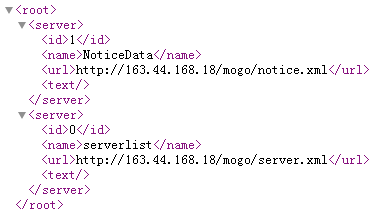 <root>
<server>
<id>1</id>
<name>NoticeData</name>
<url>http://163.44.168.18/mogo/notice.xml</url>
<text/>
</server>
<server>
<id>0</id>
<name>serverlist</name>
<url>http://163.44.168.18/mogo/server.xml</url>
<text/>
</server>
</root>